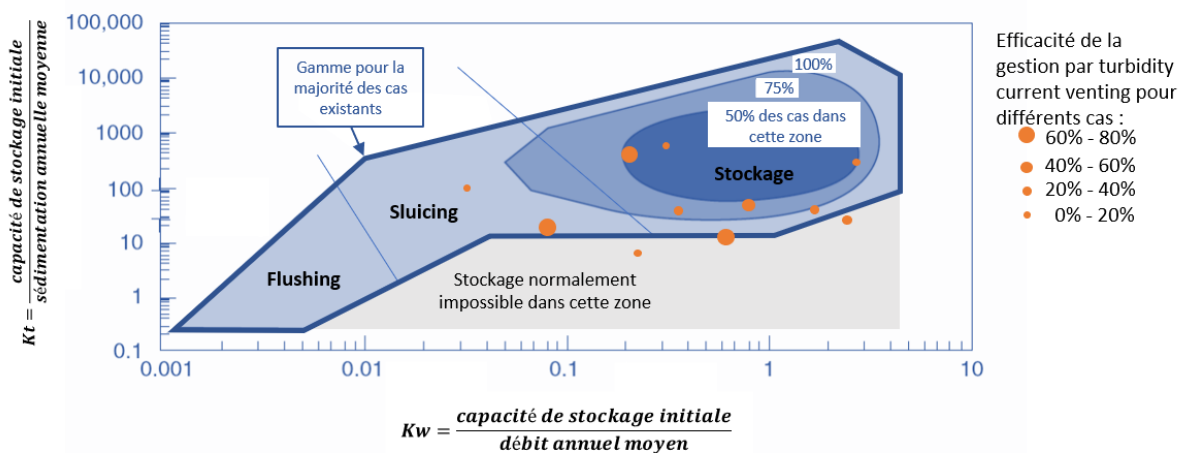 Kt = capacité de stockage initiale
sédimentation annuelle moyenne
100,000
10,000
1000
100
10
1
0.1
0.001
0.01
0.1
1
10
Gamme pour la
majorité des cas
existants
100%
75%
50% des cas dans
cette zone
Stockage
Sluicing
Flushing
Stockage normalement
impossible dans cette zone
Kw = capacité de stockage initiale
débit annuel moyen
Efficacité de la
gestion par turbidity
current venting pour
différents cas :
60% - 80%
40% - 60%
20% - 40%
0% - 20%